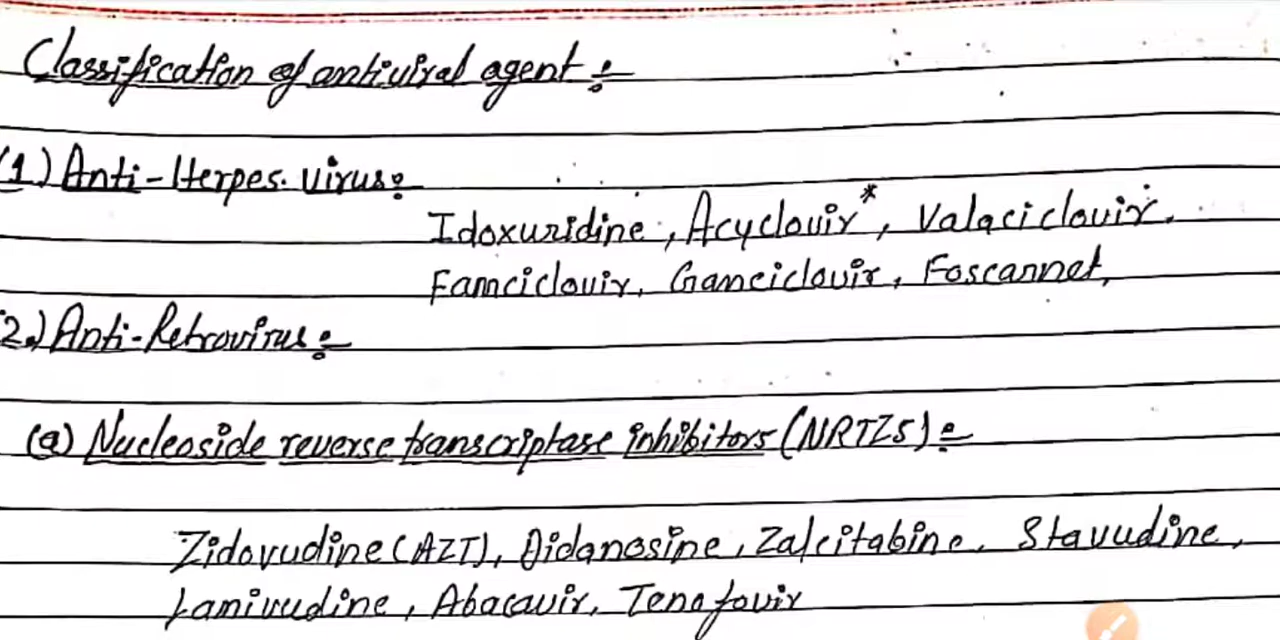 Classification of antiviral agent :-
(1) Anti-Herpes virus:
Idoxuridine, Acyclovir*, Valaciclovir,
Famciclovir, Ganciclovir, Foscannet,
2.) Anti-Retrovirus :-
(a) Nucleoside reverse transcriptase inhibitors (NRTIs) :-
Zidovudine (AZT), Didanosine, Zalcitabine, Stavudine,
Lamivudine, Abacavir, Tenofovir